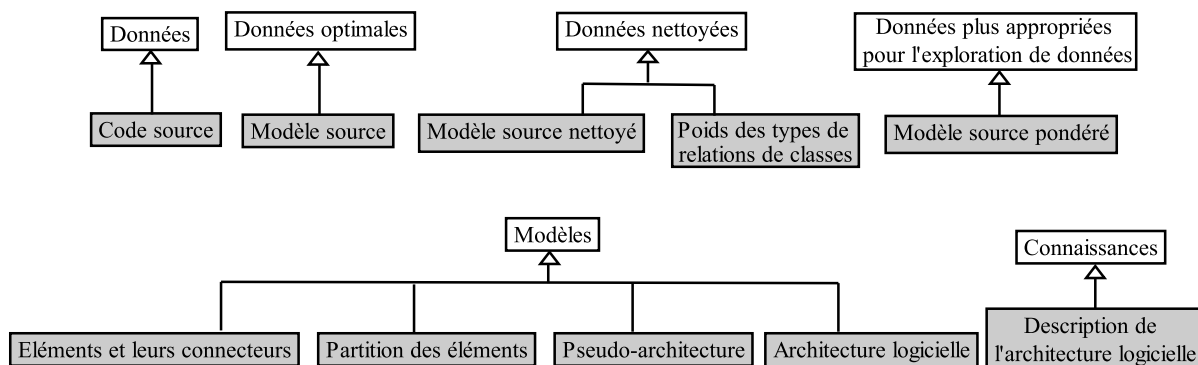 Données
Données optimales
Données nettoyées
Données plus appropriées
pour l'exploration de données
Code source
Modèle source
Modèle source nettoyé
Poids des types de
relations de classes
Modèle source pondéré
Modèles
Connaissances
Eléments et leurs connecteurs
Partition des éléments
Pseudo-architecture
Architecture logicielle
Description de
l'architecture logicielle